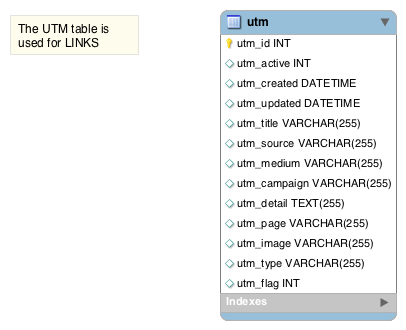 The UTM table is
used for LINKS
utm
utm_id INT
utm_active INT
utm_created DATETIME
utm_updated DATETIME
utm_title VARCHAR(255)
utm_source VARCHAR(255)
utm_medium VARCHAR(255)
utm_campaign VARCHAR(255)
utm_detail TEXT(255)
utm_page VARCHAR(255)
utm_image VARCHAR(255)
utm_type VARCHAR(255)
utm_flag INT
Indexes